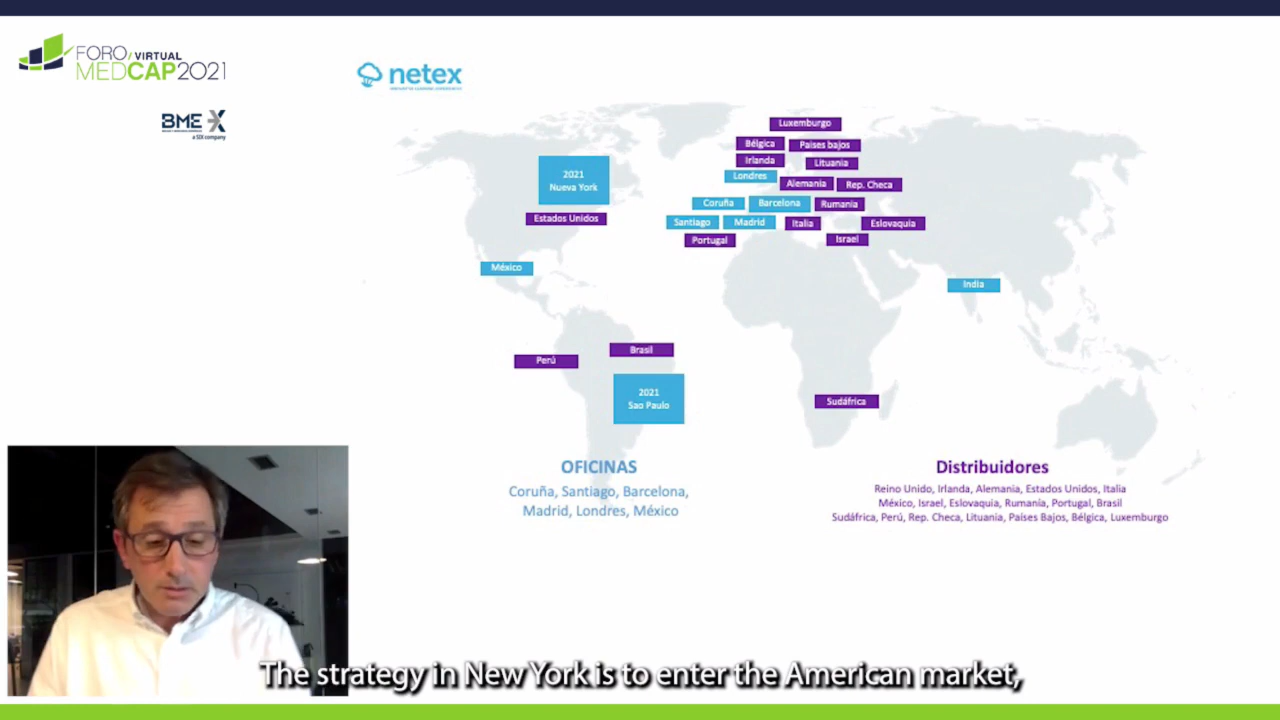 FORO/VIRTUAL
MEDCAP2021
BME X
a SIX company
netex
Luxemburgo
Bélgica
Países bajos
Irlanda
Lituania
Londres
Alemania
Rep. Checa
2021
Nueva York
Coruña
Barcelona
Rumania
Estados Unidos
Santiago
Madrid
Italia
Eslovaquia
Portugal
Israel
México
India
Brasil
Perú
2021
Sao Paulo
Sudáfrica
OFICINAS
Coruña, Santiago, Barcelona,
Madrid, Londres, México
Distribuidores
Reino Unido, Irlanda, Alemania, Estados Unidos, Italia
México, Israel, Eslovaquia, Rumanía, Portugal, Brasil
Sudáfrica, Perú, Rep. Checa, Lituania, Países Bajos, Bélgica, Luxemburgo
The strategy in New York is to enter the American market,